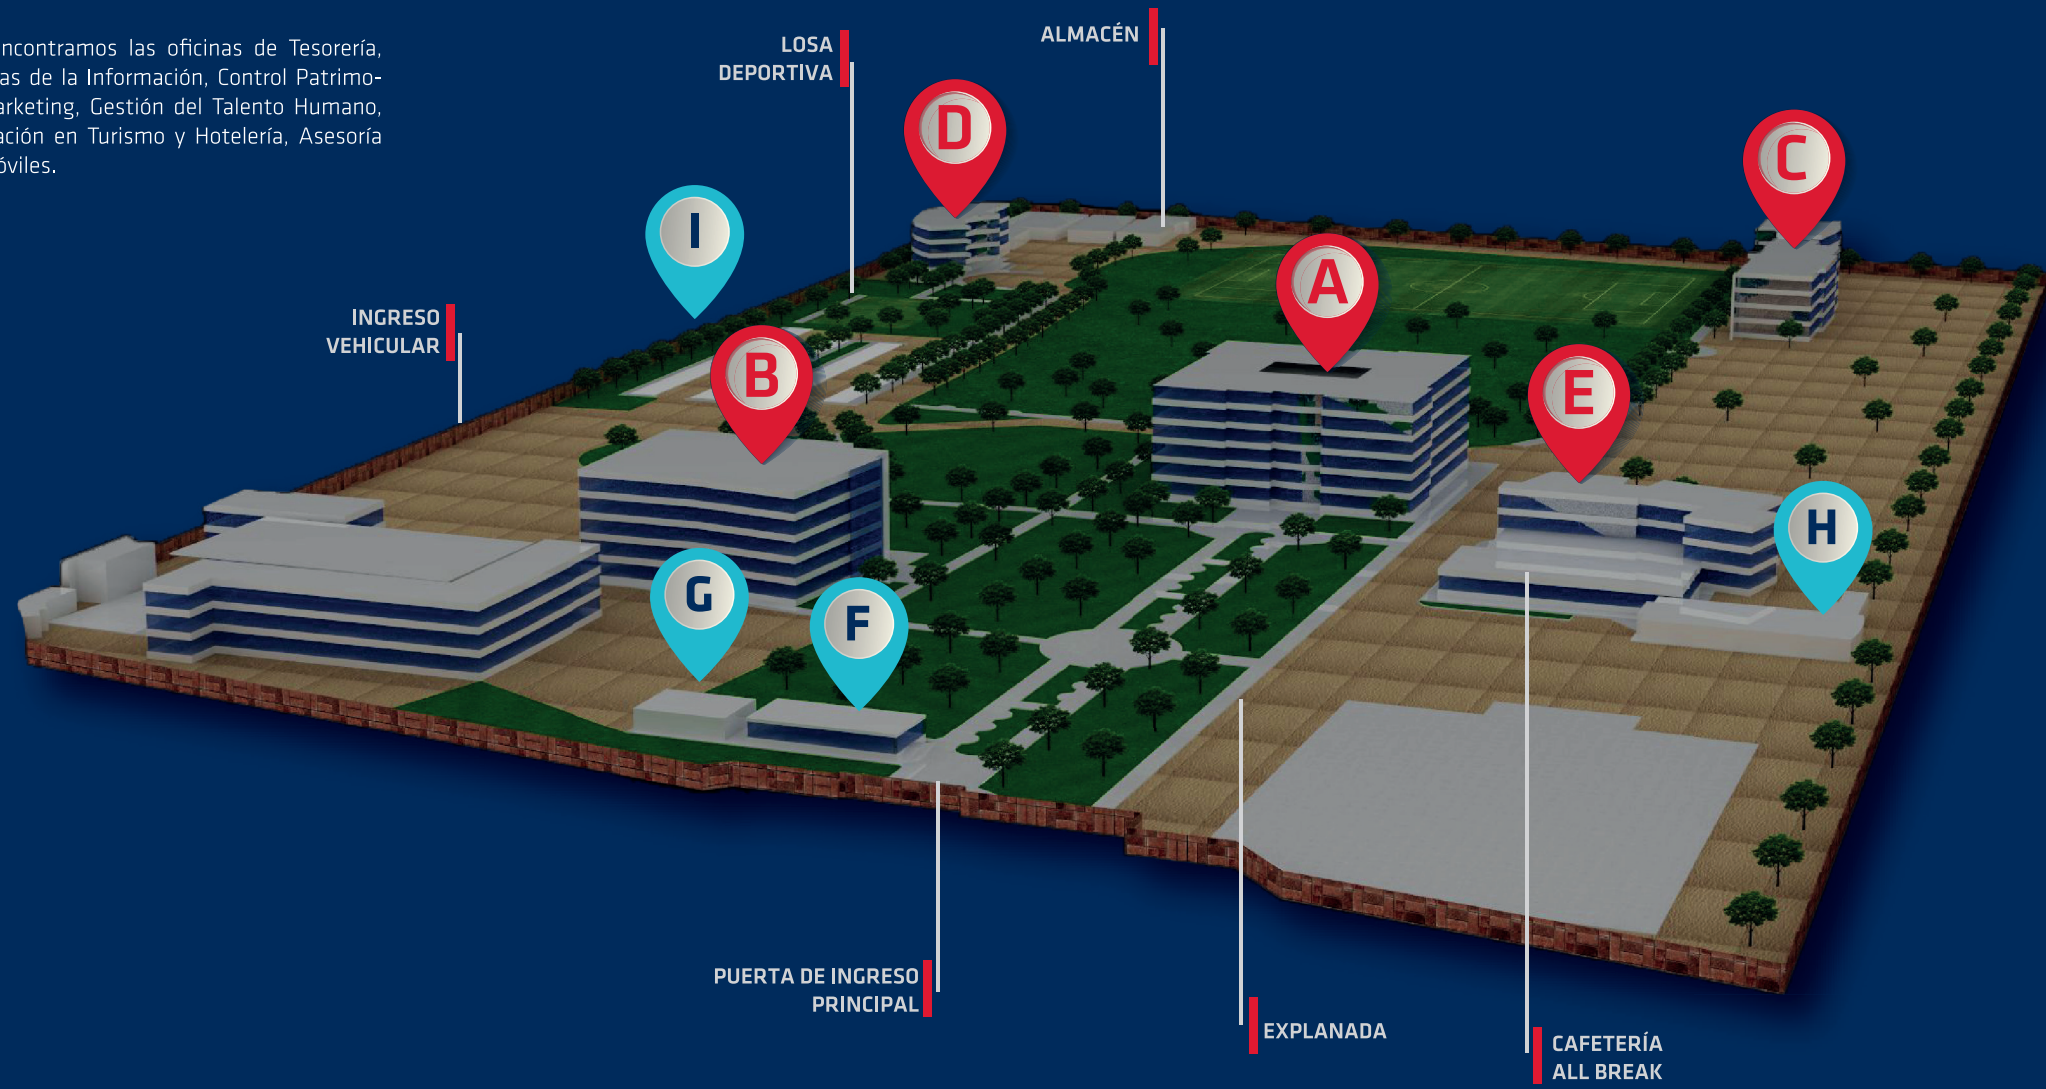 ncontramos las oficinas de Tesorería,
as de la Información, Control Patrimo-
arketing, Gestión del Talento Humano,
ación en Turismo y Hotelería, Asesoría
óviles.
LOSA
DEPORTIVA
ALMACÉN
D
C
I
A
INGRESO
VEHICULAR
B
E
H
G
F
PUERTA DE INGRESO
PRINCIPAL
EXPLANADA
CAFETERÍA
ALL BREAK